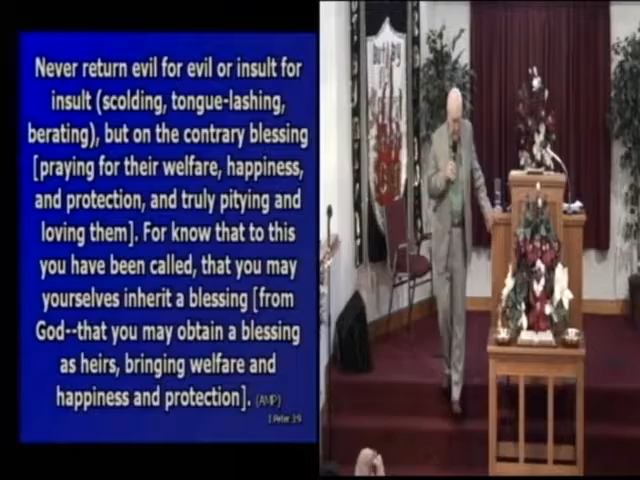 Never return evil for evil or insult for
insult (scolding, tongue-lashing,
berating), but on the contrary blessing
[praying for their welfare, happiness,
and protection, and truly pitying and
loving them]. For know that to this
you have been called, that you may
yourselves inherit a blessing [from
God--that you may obtain a blessing
as heirs, bringing welfare and
happiness and protection]. (AMP)
I Peter 3:9